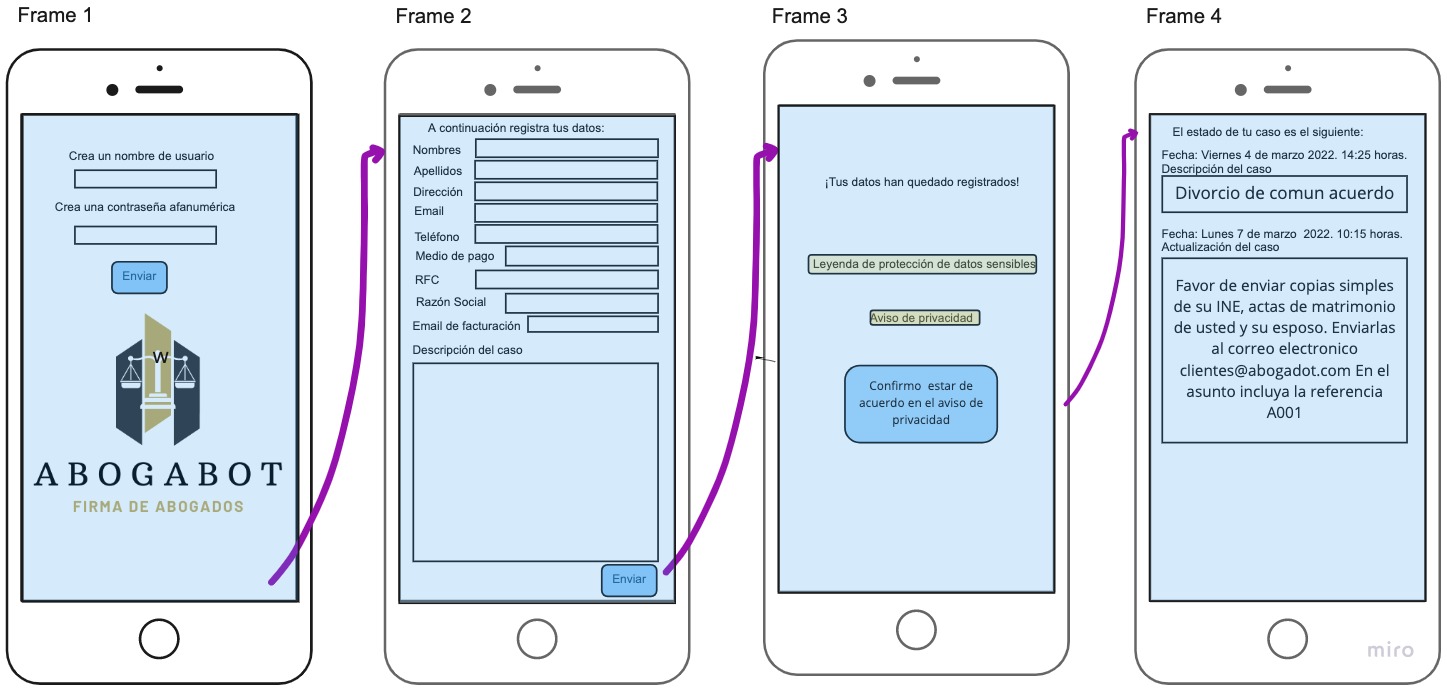 Frame 1
Crea un nombre de usuario
Crea una contraseña afanumérica
Enviar
W
ABOGABOT
FIRMA DE ABOGADOS
Frame 2
A continuación registra tus datos:
Nombres
Apellidos
Dirección
Email
Teléfono
Medio de pago
RFC
Razón Social
Email de facturación
Descripción del caso
Enviar
Frame 3
¡Tus datos han quedado registrados!
Leyenda de protección de datos sensibles
Aviso de privacidad
Confirmo estar de
acuerdo en el aviso de
privacidad
Frame 4
El estado de tu caso es el siguiente:
Fecha: Viernes 4 de marzo 2022. 14:25 horas.
Descripción del caso
Divorcio de comun acuerdo
Fecha: Lunes 7 de marzo 2022. 10:15 horas.
Actualización del caso
Favor de enviar copias simples
de su INE, actas de matrimonio
de usted y su esposo. Enviarlas
al correo electronico
clientes@abogadot.com En el
asunto incluya la referencia
A001
miro